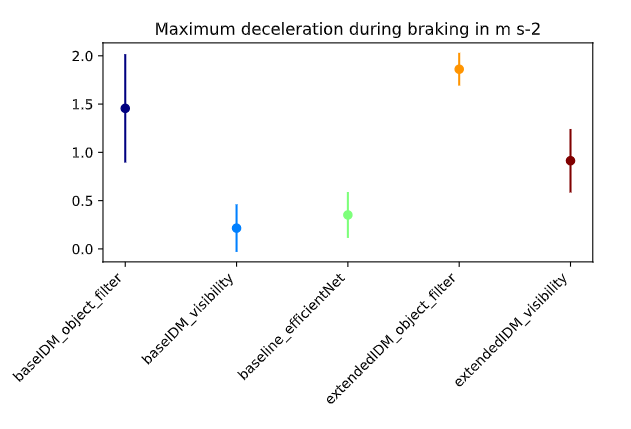 Maximum deceleration during braking in m s-2
2.0
1.5
1.0
0.5
0.0
baseIDM_object_filter
baseIDM_visibility
baseline_efficientNet
extendedIDM_object_filter
extendedIDM_visibility